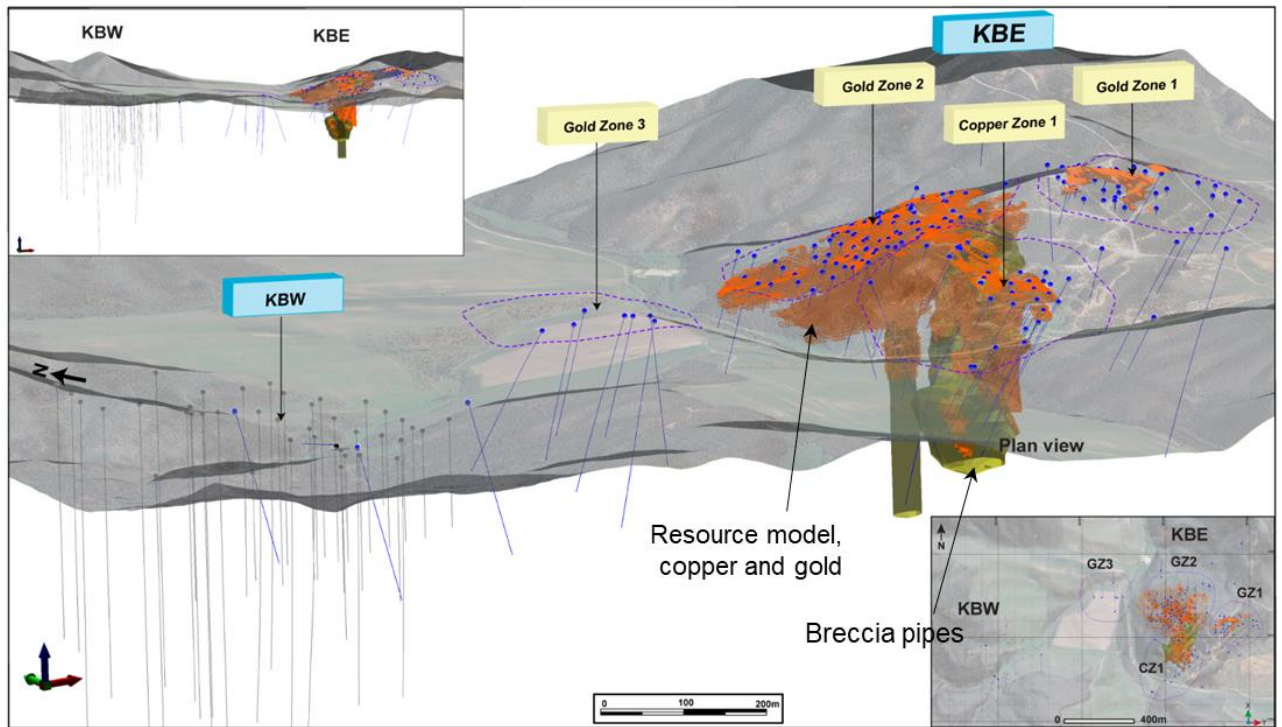 KBW
KBE
KBE
Gold Zone 2
Gold Zone 1
Gold Zone 3
Copper Zone 1
KBW
N
Plan view
Resource model,
copper and gold
Breccia pipes
N
KBE
GZ3
GZ2
GZ1
KBW
CZ1
0 100 200m
0 400m
X
Y